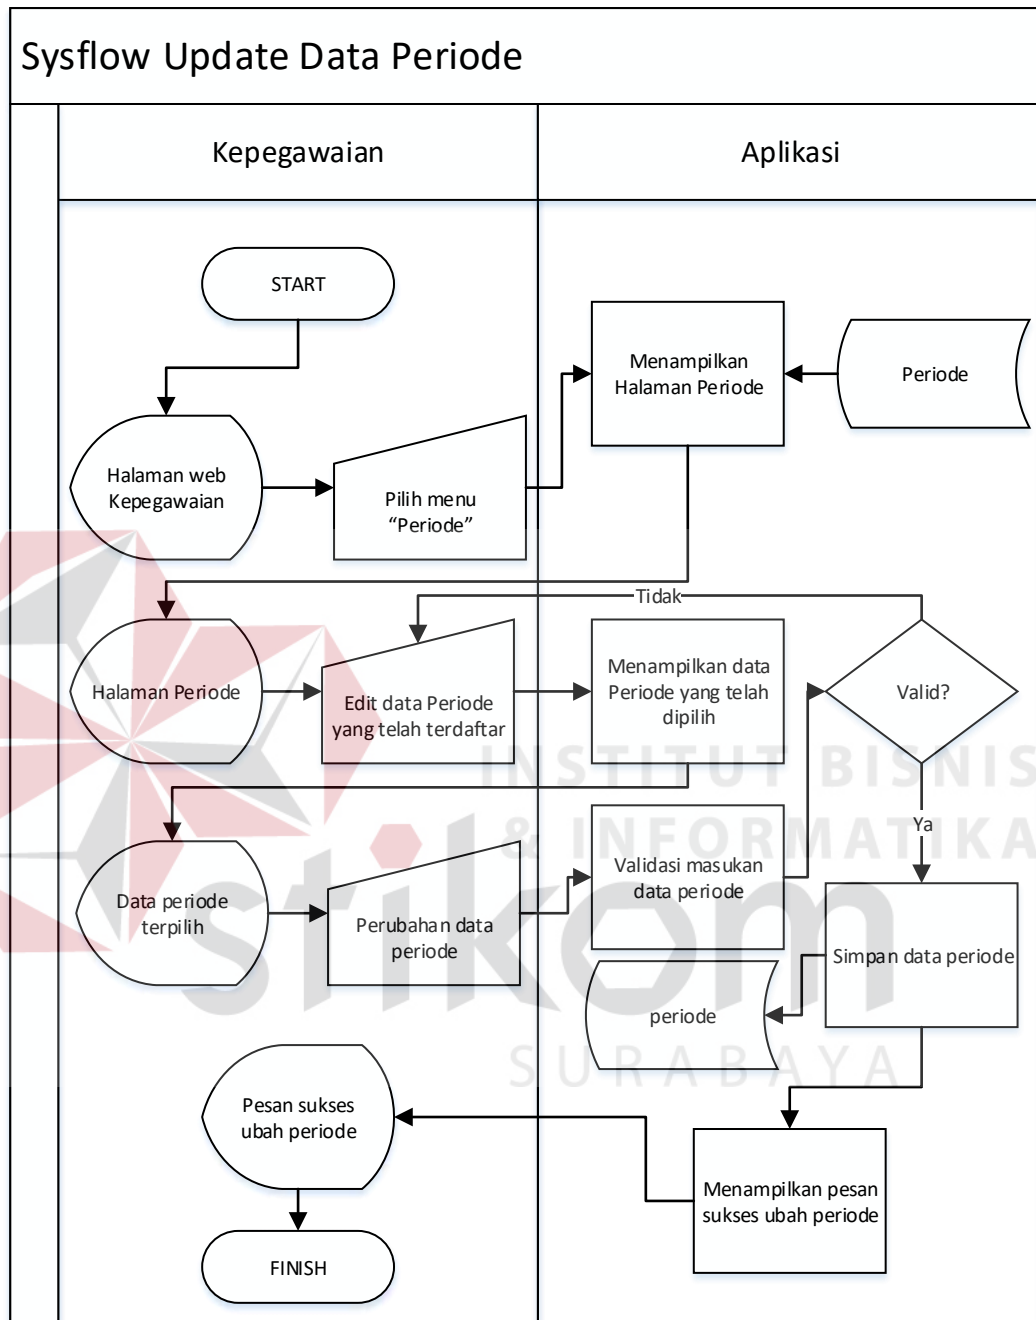 Sysflow Update Data Periode
Kepegawaian
Aplikasi
START
Menampilkan
Halaman Periode
Periode
Halaman web
Kepegawaian
Pilih menu
“Periode”
Tidak
Halaman Periode
Edit data Periode
yang telah terdaftar
Menampilkan data
Periode yang telah
dipilih
Valid?
INSTITUT BISNIS
& INFORMATIKA
Ya
Data periode
terpilih
Perubahan data
periode
Validasi masukan
data periode
Simpan data periode
stikom
periode
SURABAYA
Pesan sukses
ubah periode
Menampilkan pesan
sukses ubah periode
FINISH